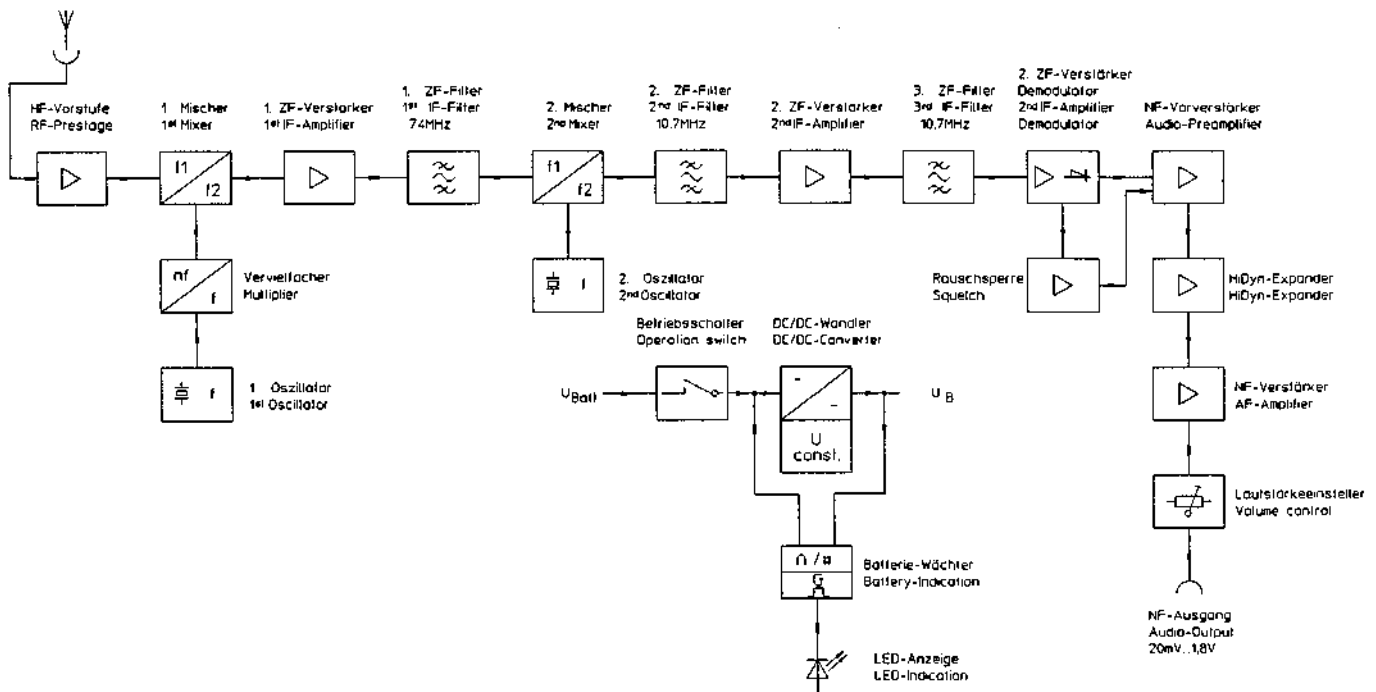 HF-Vorstufe
RF-Prestage
1. Mischer
1st Mixer
1. ZF-Verstärker
1st IF-Amplifier
1. ZF-Filter
1st IF-Filter
74MHz
2. Mischer
2nd Mixer
2. ZF-Filter
2nd IF-Filter
10.7MHz
2. ZF-Verstärker
2nd IF-Amplifier
3. ZF-Filter
3rd IF-Filter
10,7MHz
2. ZF-Verstärker
Demodulator
2nd IF-Amplifier
Demodulator
NF-Vorverstärker
Audio-Preamplifier
f1
f2
f1
f2
nf
f
Vervielfacher
Multiplier
f
2. Oszillator
2nd Oscillator
Rauschsperre
Squelch
HiDyn-Expander
HiDyn-Expander
f
1. Oszillator
1st Oscillator
Betriebsschalter
Operation switch
DC/DC-Wandler
DC/DC-Converter
UBatt
UB
U
const.
NF-Verstärker
AF-Amplifier
Lautstärkeeinsteller
Volume control
G
Batterie-Wächter
Battery-Indication
NF-Ausgang
Audio-Output
20mV..1,8V
LED-Anzeige
LED-Indication